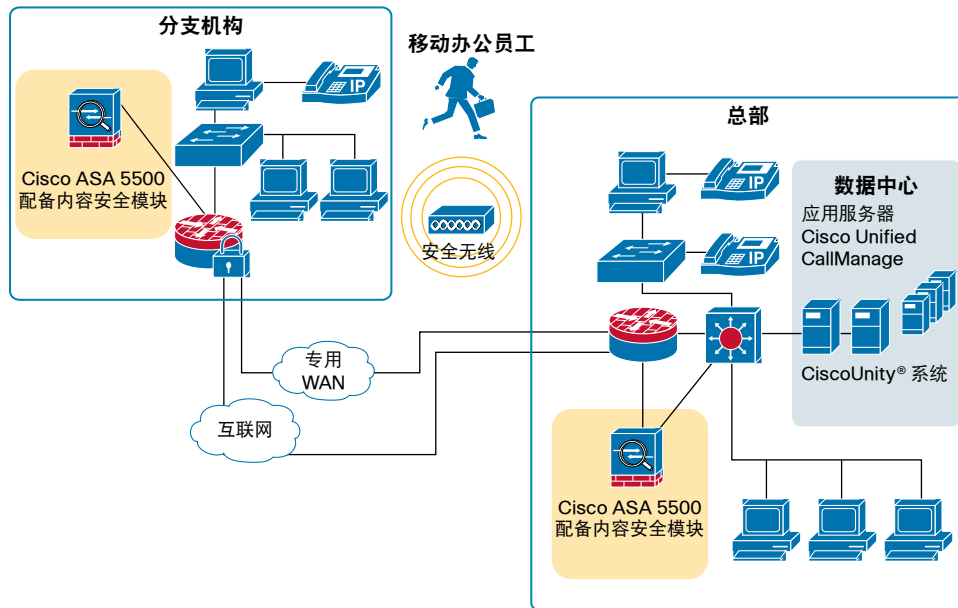 分支机构
IP
Cisco ASA 5500
配备内容安全模块
移动办公员工
安全无线
专用
WAN
互联网
总部
IP
IP
数据中心
应用服务器
Cisco Unified
CallManage
CiscoUnity® 系统
Cisco ASA 5500
配备内容安全模块